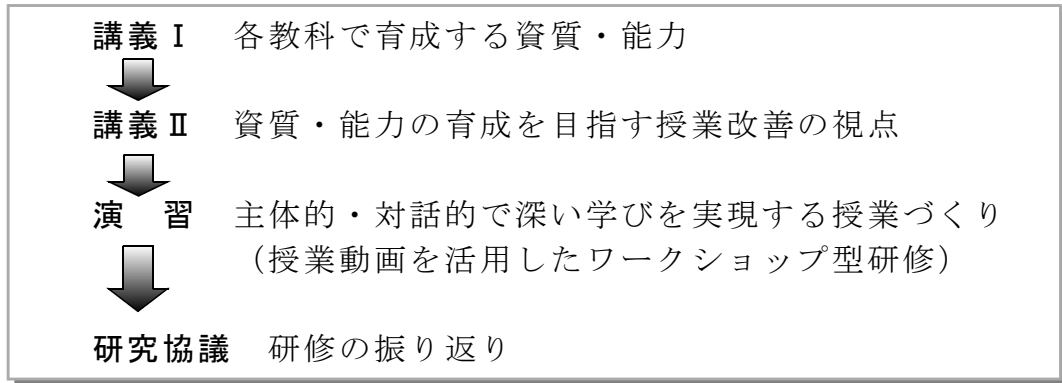 講義Ⅰ　各教科で育成する資質・能力
講義Ⅱ　資質・能力の育成を目指す授業改善の視点
演　習　主体的・対話的で深い学びを実現する授業づくり
（授業動画を活用したワークショップ型研修）
研究協議　研修の振り返り